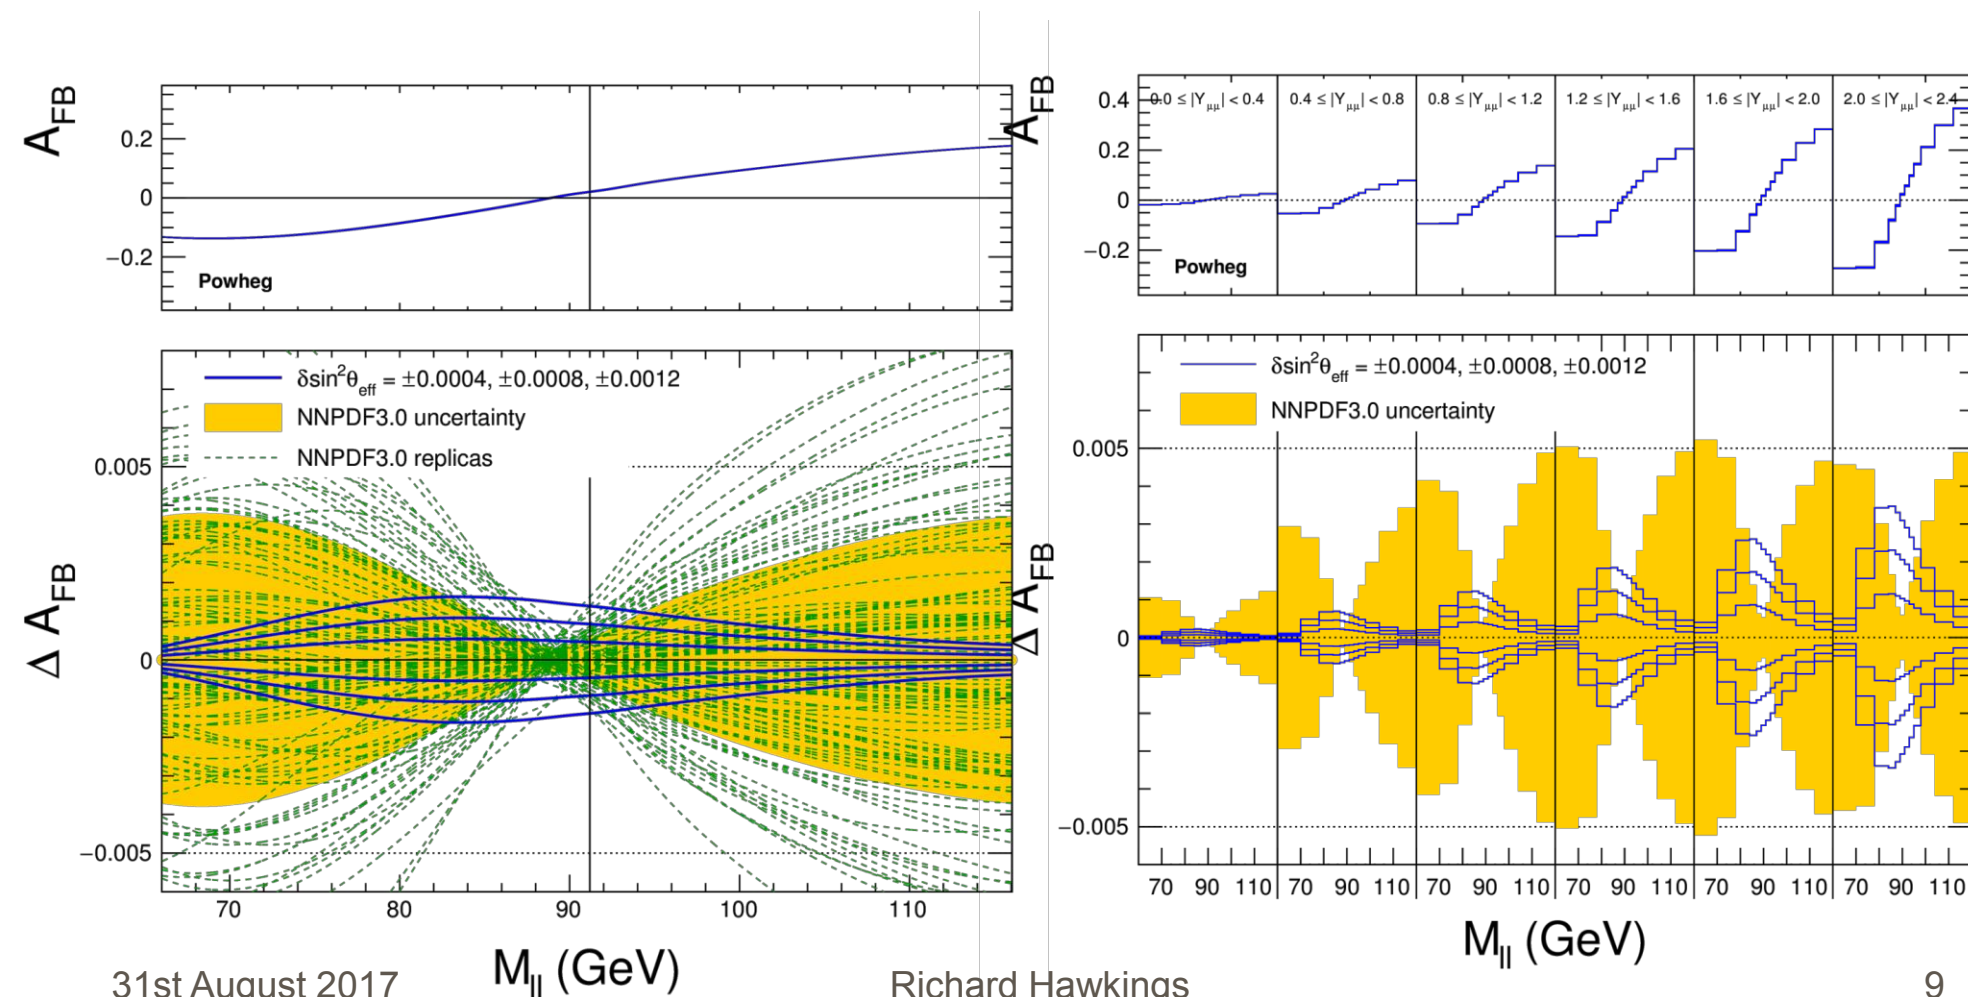 A_FB
0.2
0
−0.2
Powheg
δsin²θ_eff = ±0.0004, ±0.0008, ±0.0012
NNPDF3.0 uncertainty
NNPDF3.0 replicas
Δ A_FB
0.005
0
−0.005
70 80 90 100 110
M_ll (GeV)
A_FB
0.4
0.2
0
−0.2
0.0 ≤ |Y_μμ| < 0.4
0.4 ≤ |Y_μμ| < 0.8
0.8 ≤ |Y_μμ| < 1.2
1.2 ≤ |Y_μμ| < 1.6
1.6 ≤ |Y_μμ| < 2.0
2.0 ≤ |Y_μμ| < 2.4
Powheg
δsin²θ_eff = ±0.0004, ±0.0008, ±0.0012
NNPDF3.0 uncertainty
Δ A_FB
0.005
0
−0.005
70 90 110 70 90 110 70 90 110 70 90 110 70 90 110 70 90 110
M_ll (GeV)
31st August 2017
Richard Hawkings
9